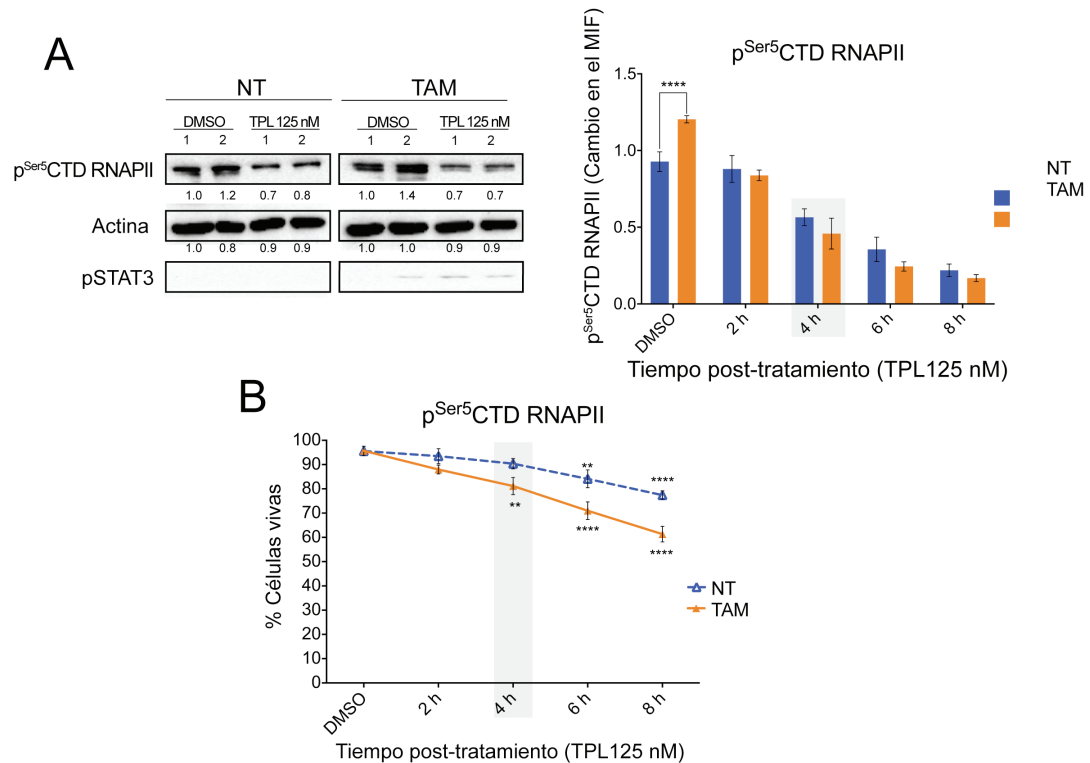 A
NT TAM
DMSO TPL 125 nM DMSO TPL 125 nM
1 2 1 2 1 2 1 2
pSer5CTD RNAPII
1.0 1.2 0.7 0.8 1.0 1.4 0.7 0.7
Actina
1.0 0.8 0.9 0.9 1.0 1.0 0.9 0.9
pSTAT3
pSer5CTD RNAPII
pSer5CTD RNAPII (Cambio en el MIF)
1.5
1.0
0.5
0.0
****
DMSO 2 h 4 h 6 h 8 h
Tiempo post-tratamiento (TPL125 nM)
NT
TAM
B
pSer5CTD RNAPII
% Células vivas
100
90
80
70
60
50
40
30
20
10
0
** ****
** **** ****
DMSO 2 h 4 h 6 h 8 h
Tiempo post-tratamiento (TPL125 nM)
NT
TAM